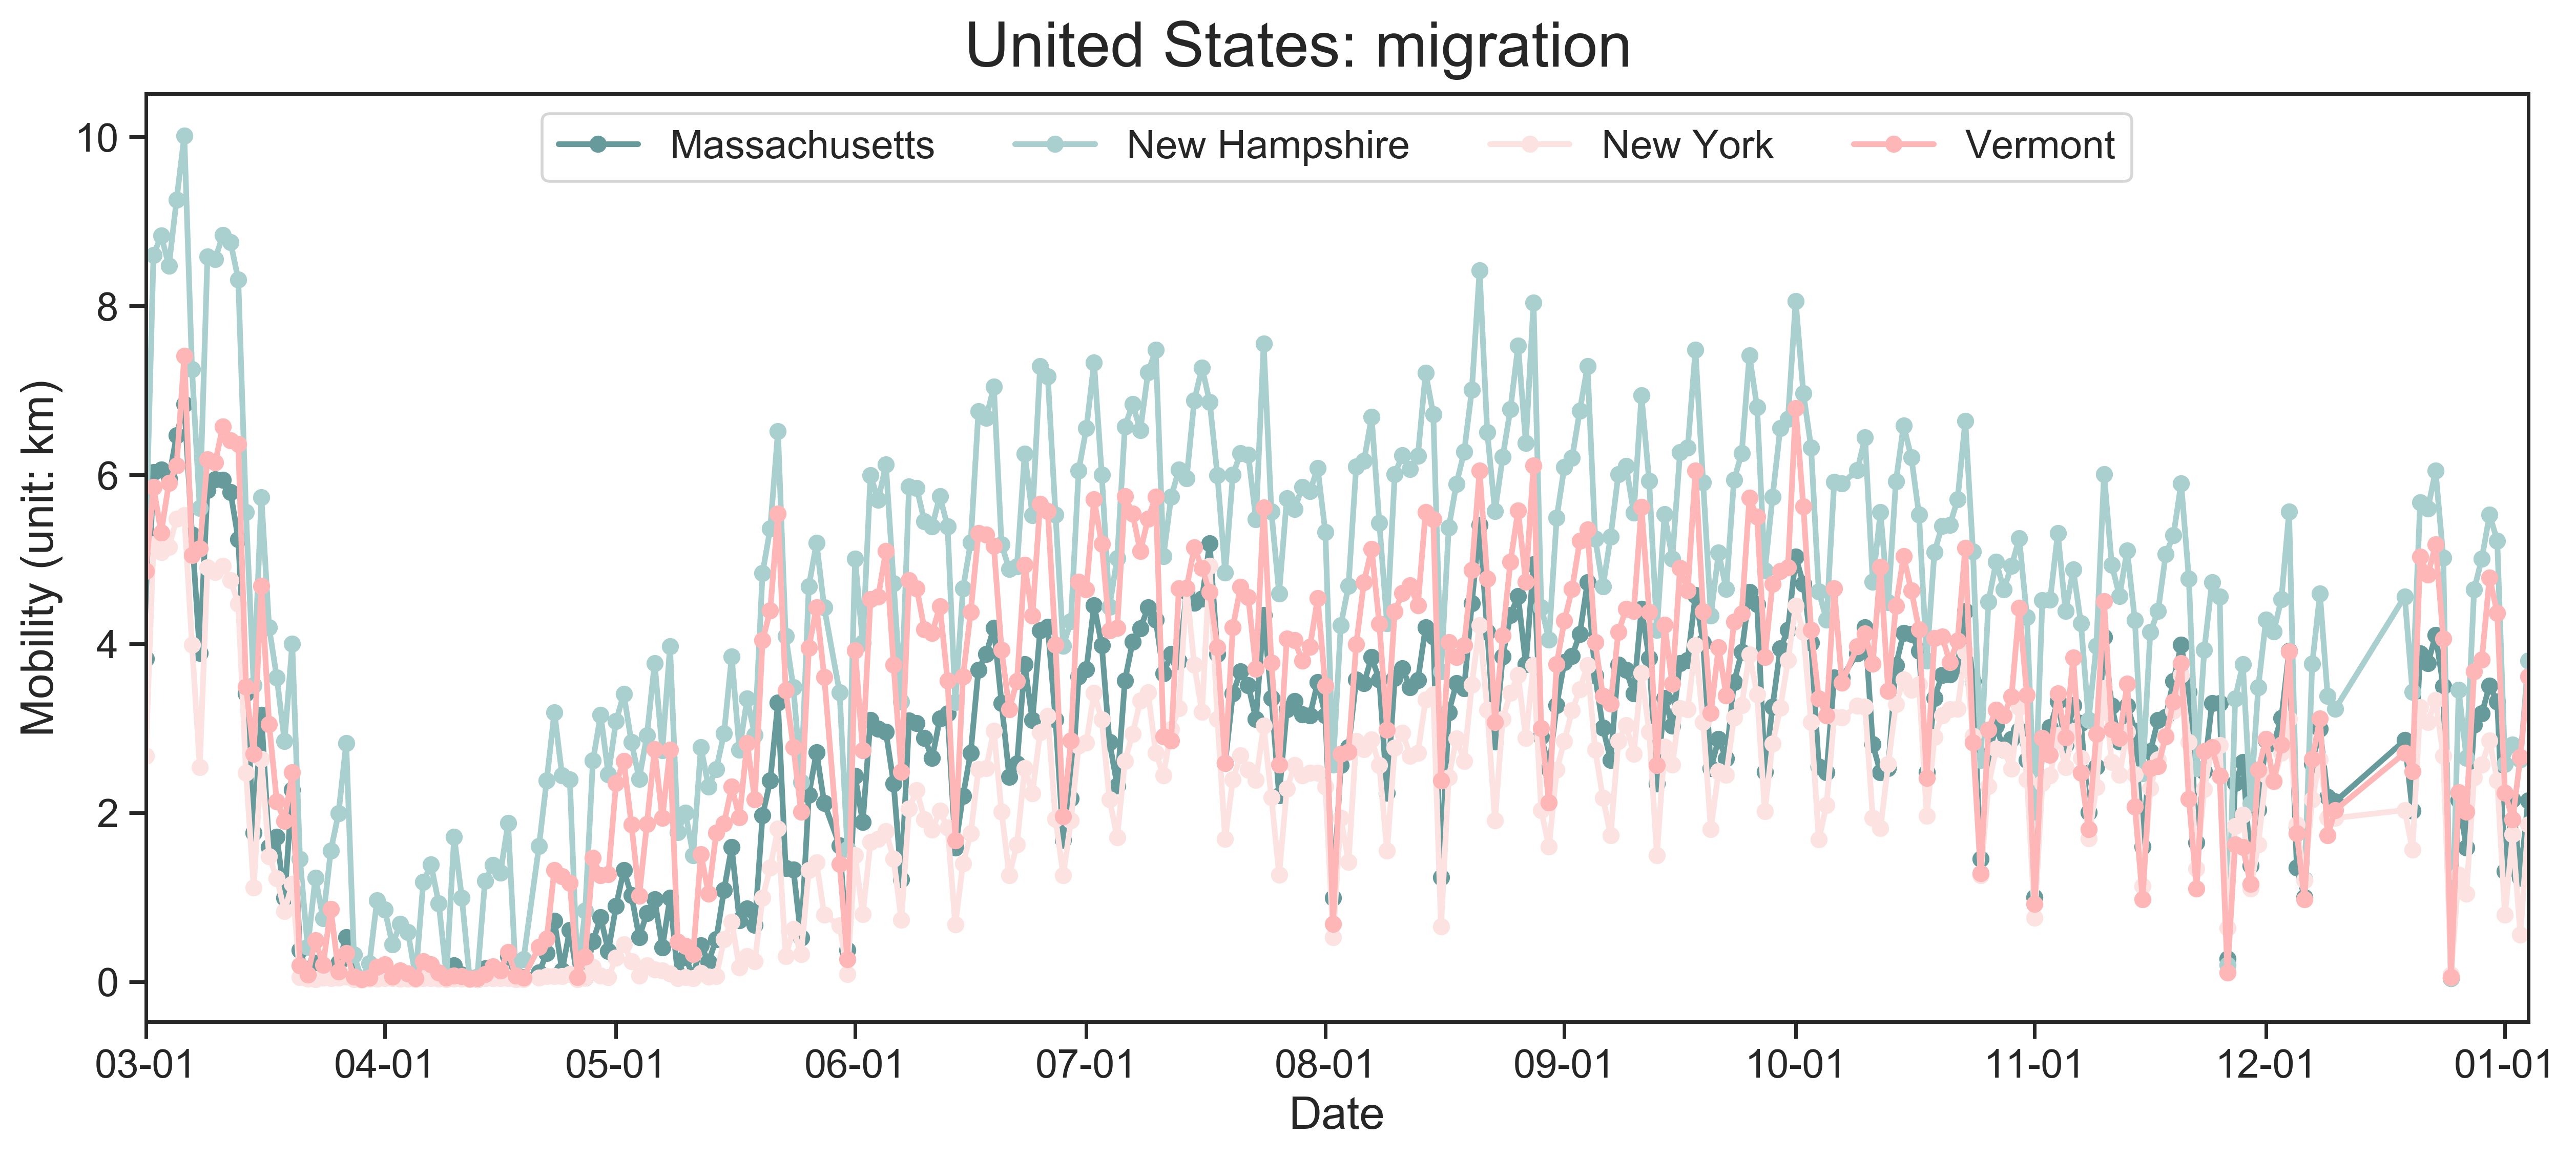 United States: migration
Massachusetts New Hampshire New York Vermont
Mobility (unit: km)
10
8
6
4
2
0
03-01 04-01 05-01 06-01 07-01 08-01 09-01 10-01 11-01 12-01 01-01
Date